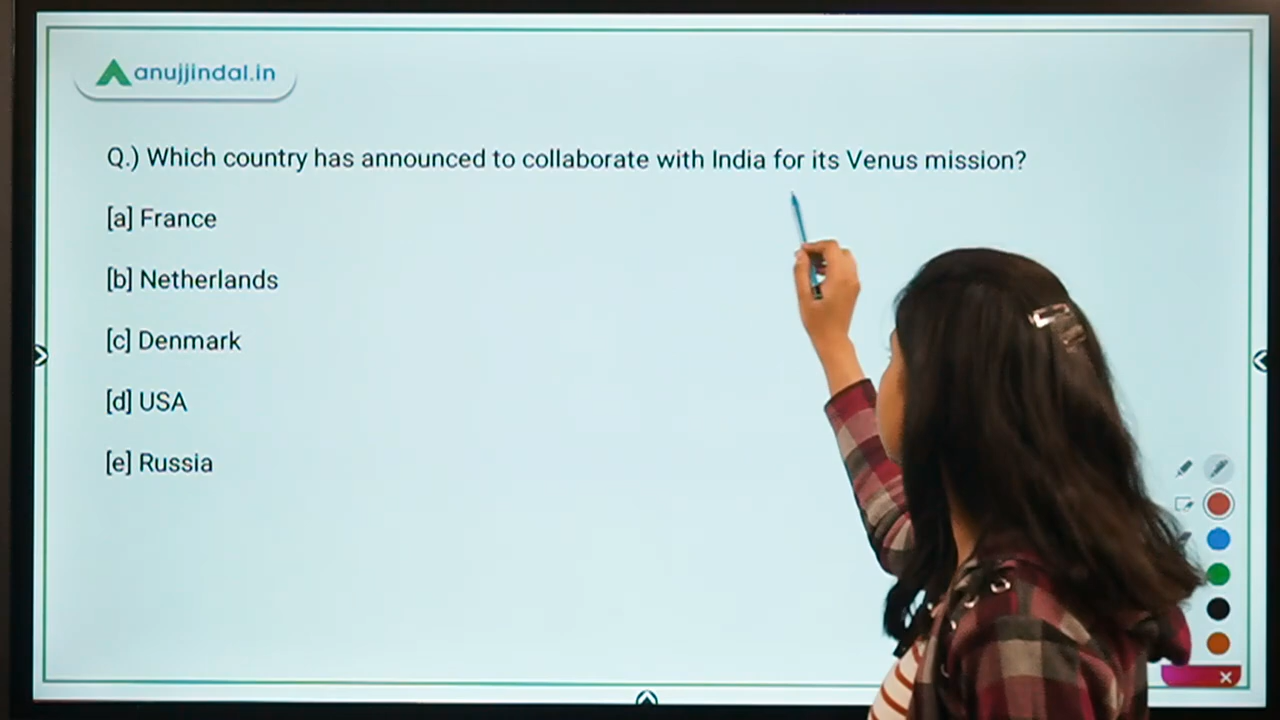 anujjindal.in
Q.) Which country has announced to collaborate with India for its Venus mission?
[a] France
[b] Netherlands
[c] Denmark
[d] USA
[e] Russia